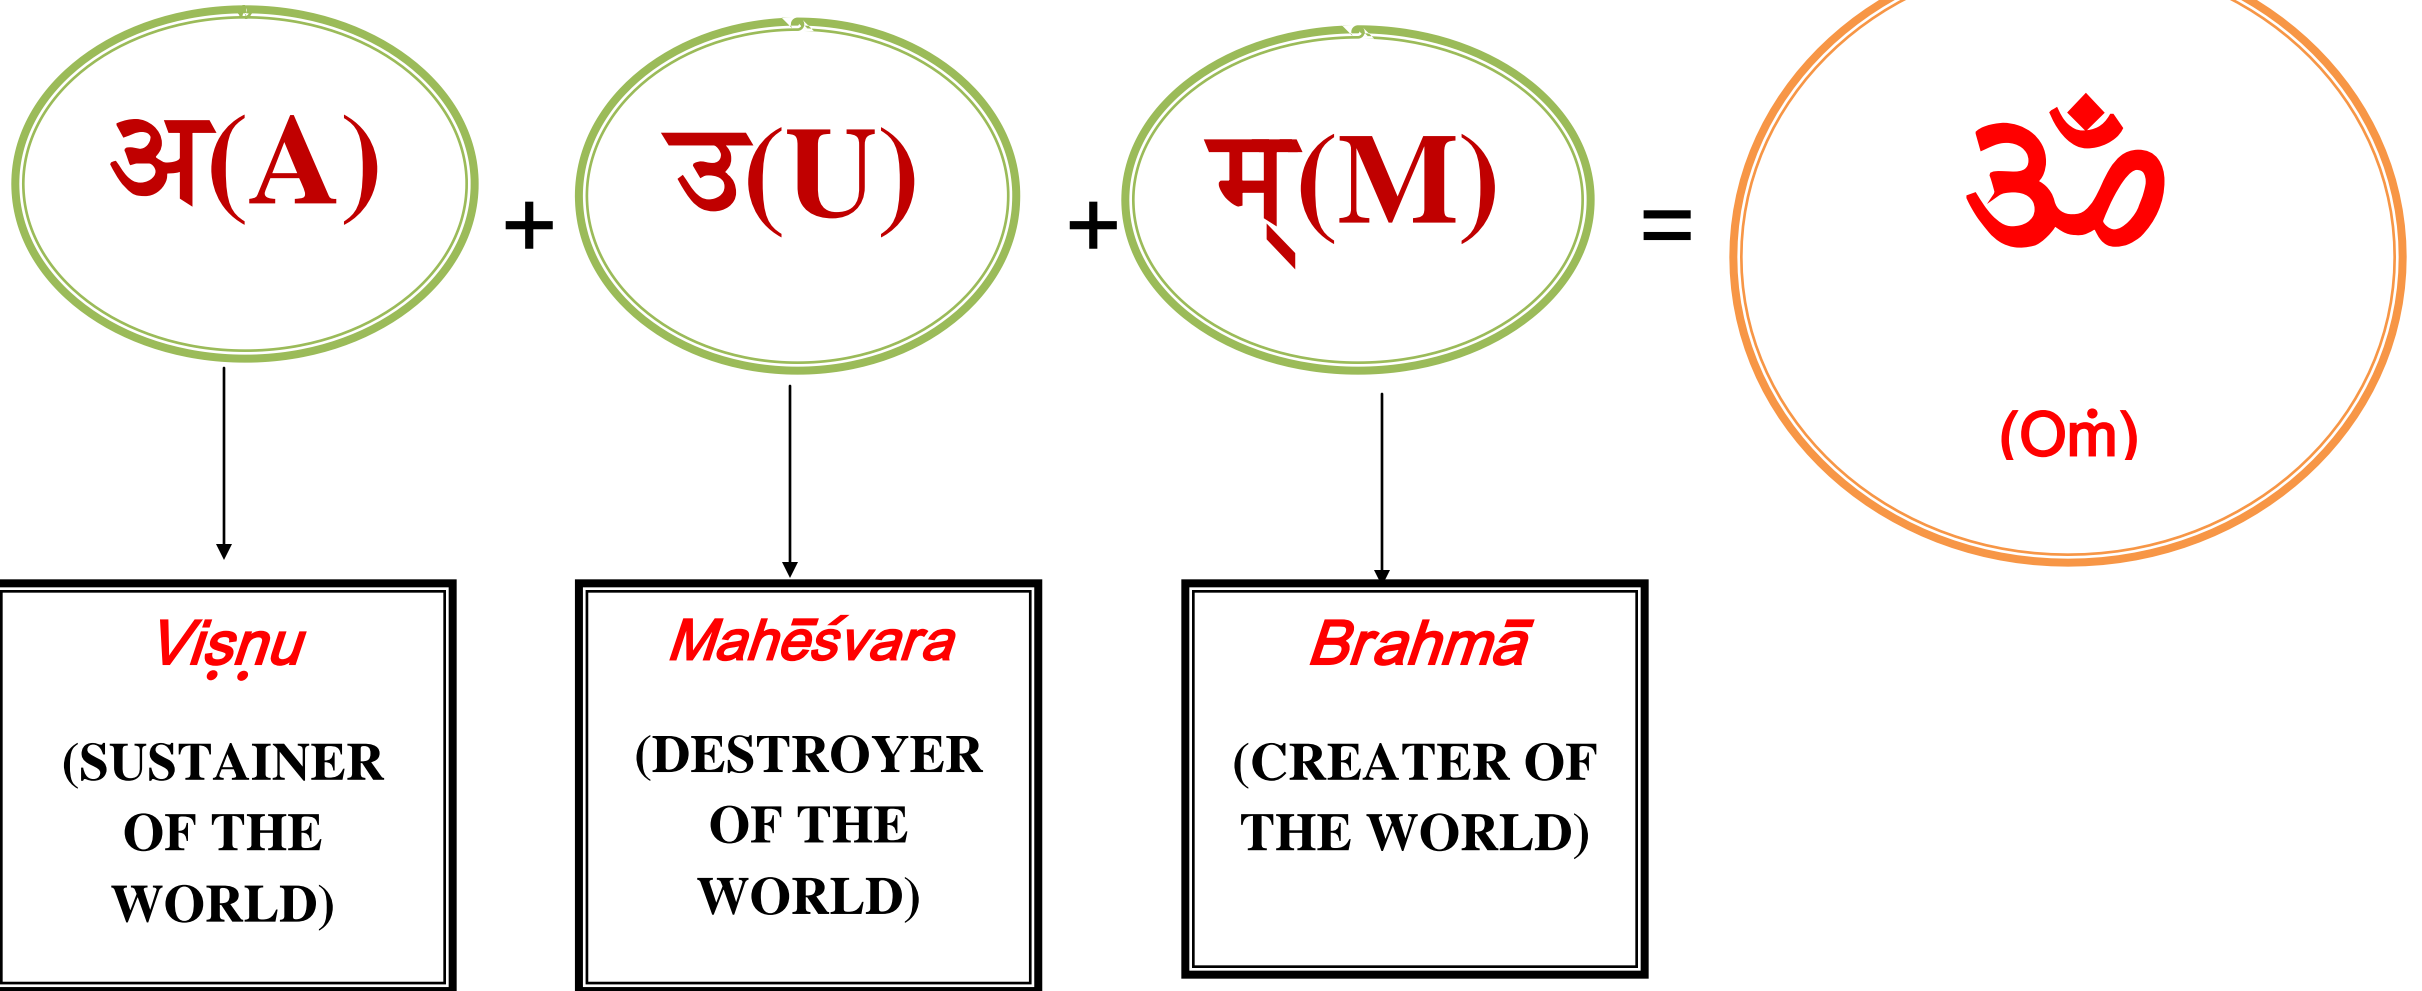 अ(A)
+
उ(U)
+
म्(M)
=
ॐ
(Oṁ)
Viṣṇu
(SUSTAINER
OF THE
WORLD)
Mahēśvara
(DESTROYER
OF THE
WORLD)
Brahmā
(CREATER OF
THE WORLD)